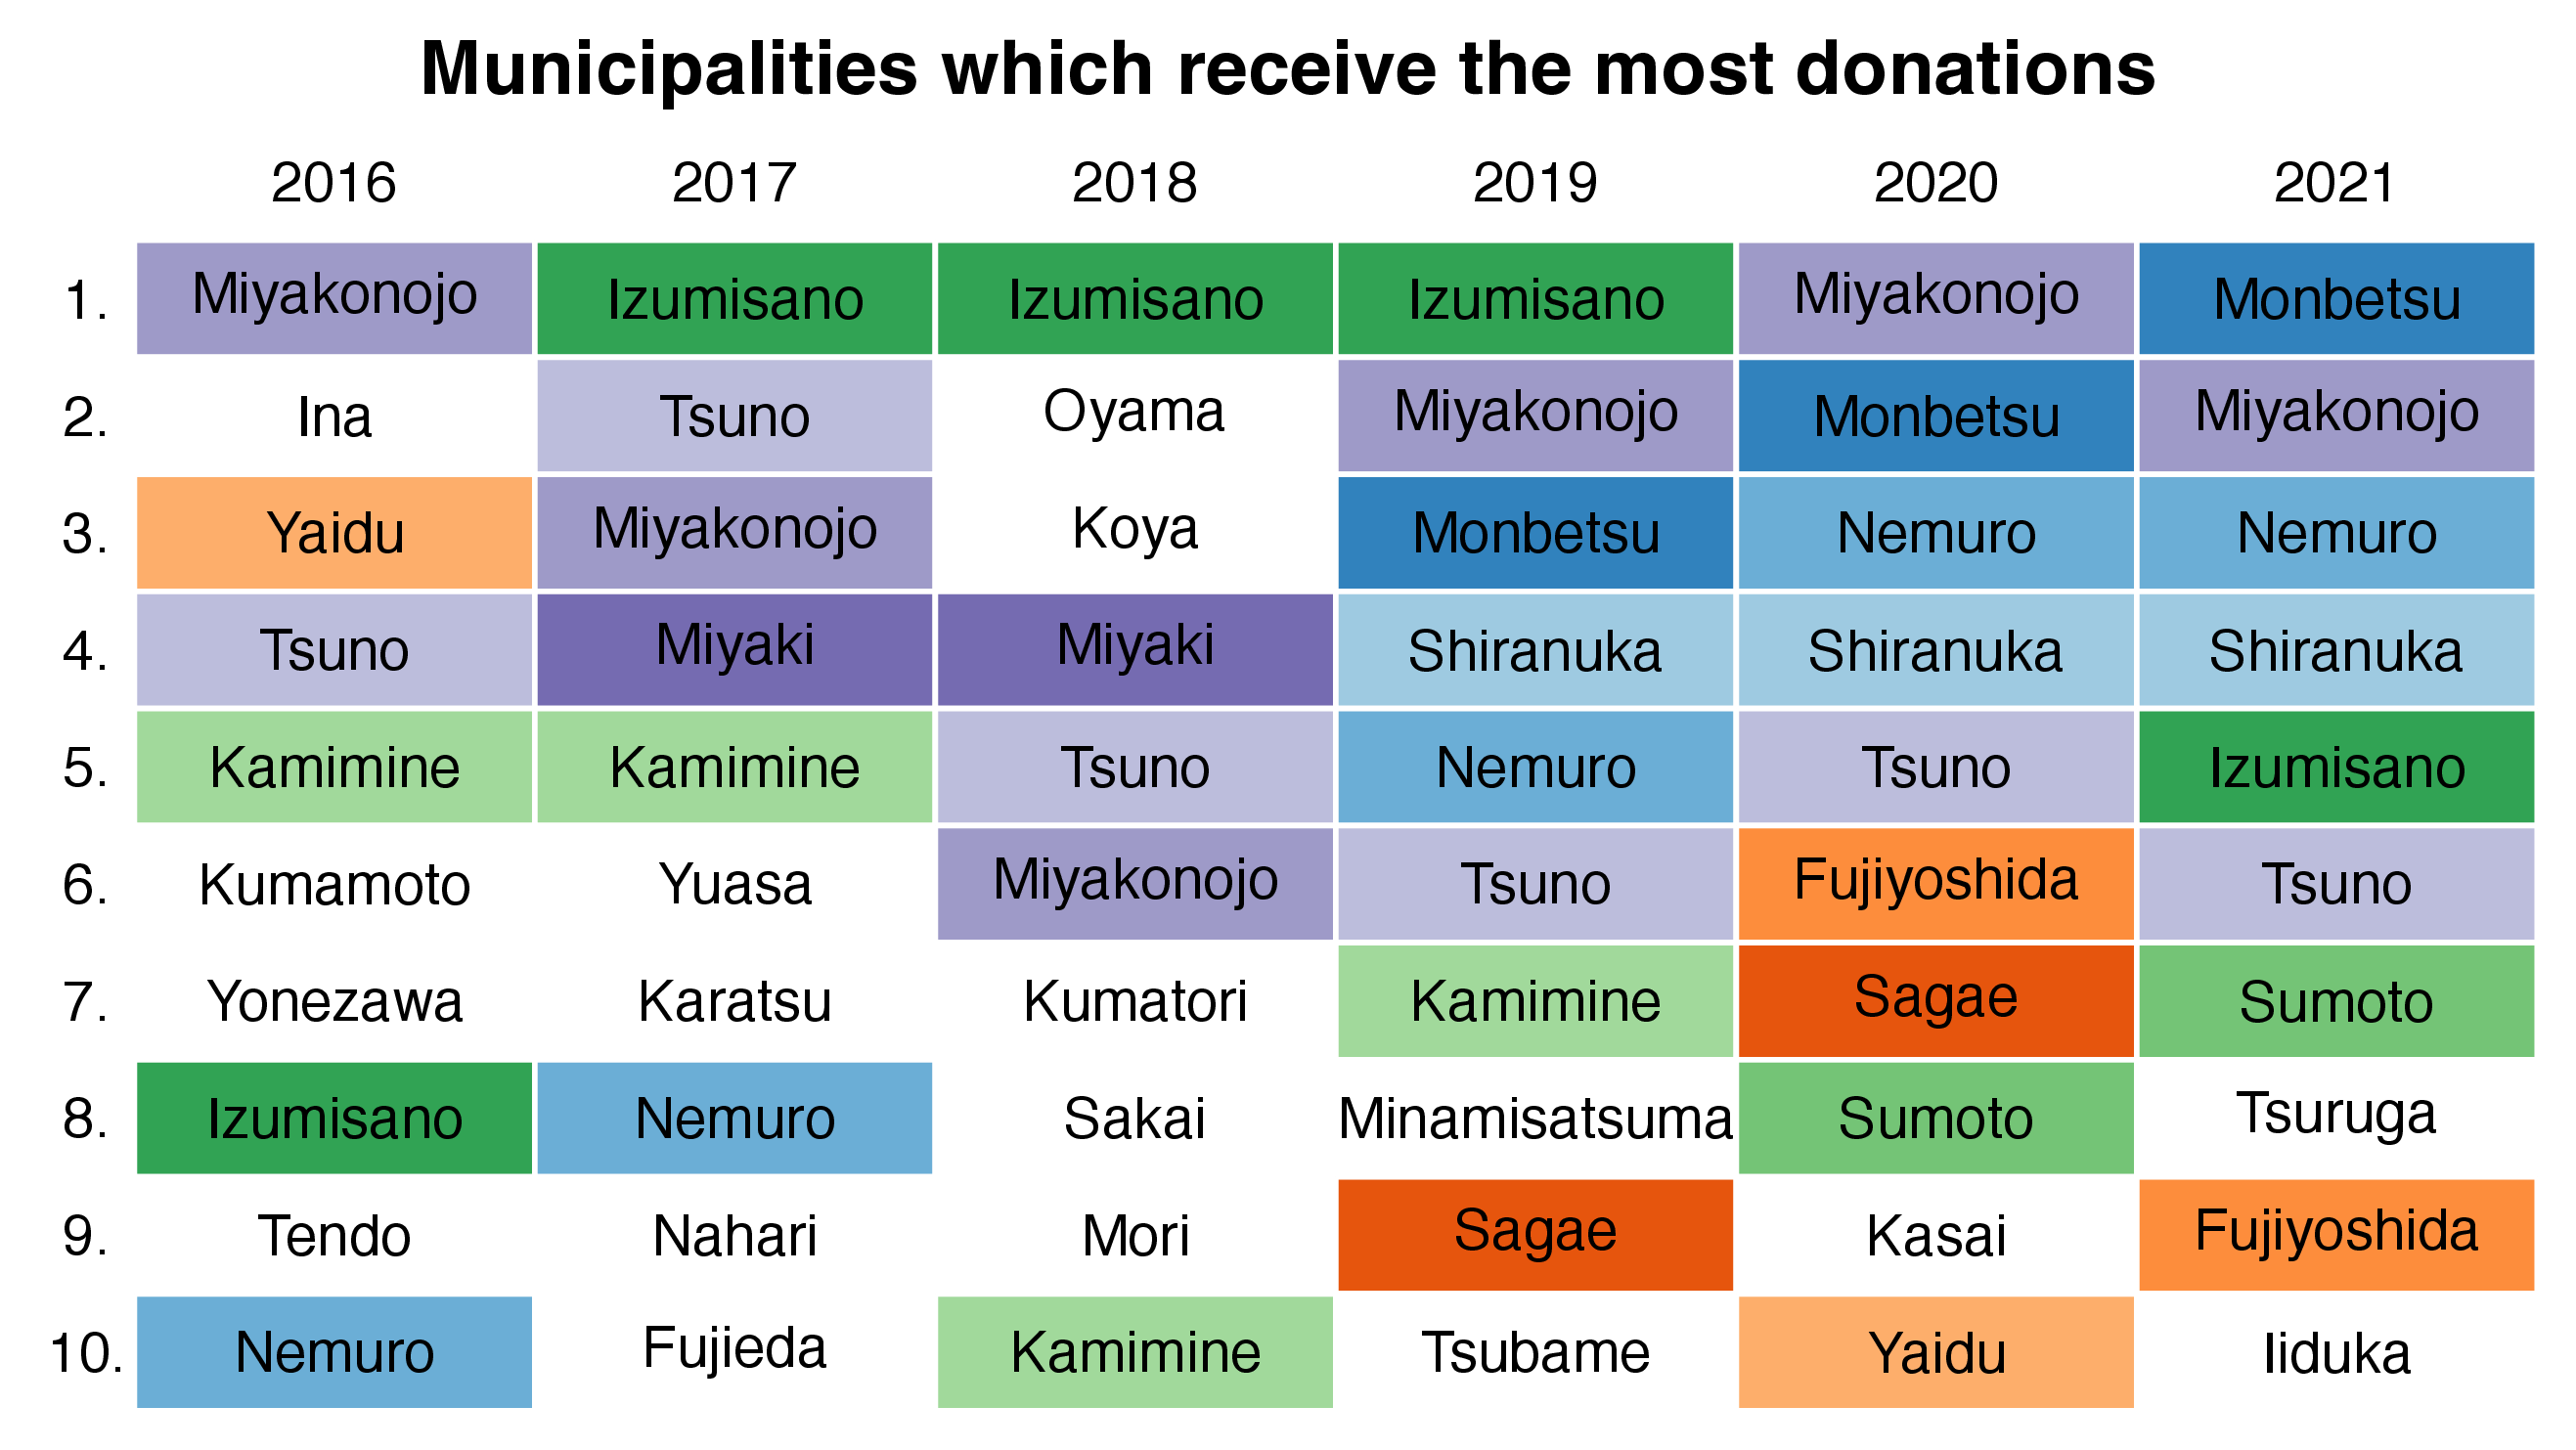 Municipalities which receive the most donations
2016 2017 2018 2019 2020 2021
1. Miyakonojo Izumisano Izumisano Izumisano Miyakonojo Monbetsu
2. Ina Tsuno Oyama Miyakonojo Monbetsu Miyakonojo
3. Yaidu Miyakonojo Koya Monbetsu Nemuro Nemuro
4. Tsuno Miyaki Miyaki Shiranuka Shiranuka Shiranuka
5. Kamimine Kamimine Tsuno Nemuro Tsuno Izumisano
6. Kumamoto Yuasa Miyakonojo Tsuno Fujiyoshida Tsuno
7. Yonezawa Karatsu Kumatori Kamimine Sagae Sumoto
8. Izumisano Nemuro Sakai Minamisatsuma Sumoto Tsuruga
9. Tendo Nahari Mori Sagae Kasai Fujiyoshida
10. Nemuro Fujieda Kamimine Tsubame Yaidu Iiduka